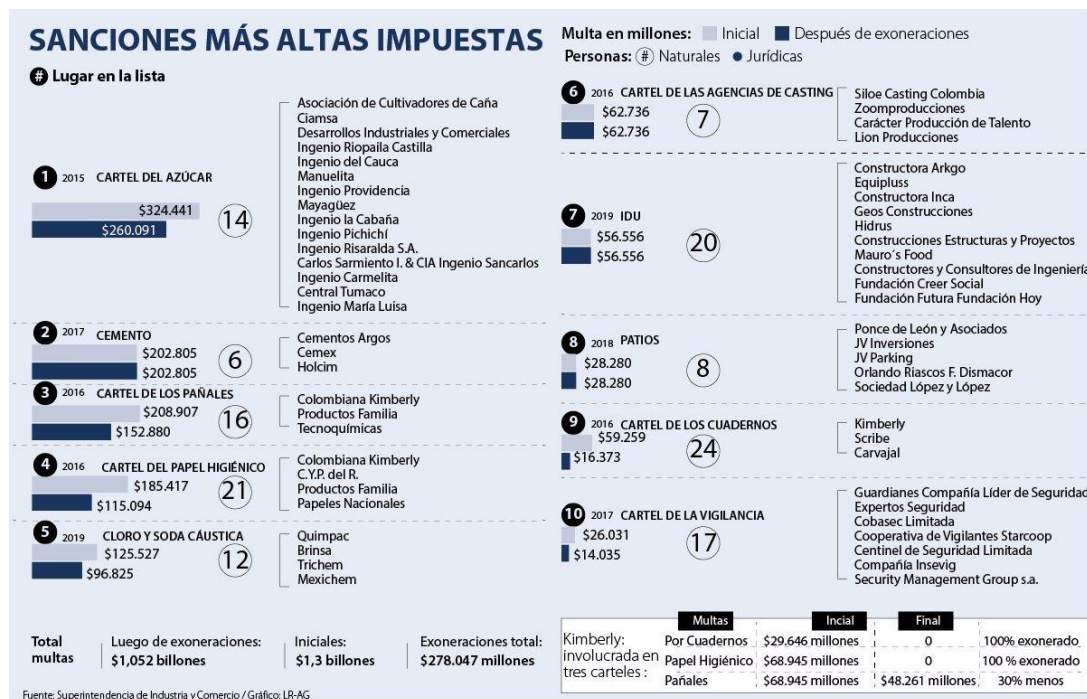 SANCIONES MÁS ALTAS IMPUESTAS
Multa en millones: Inicial Después de exoneraciones
Personas: # Naturales Jurídicas
# Lugar en la lista
1 2015 CARTEL DEL AZÚCAR
$324.441
$260.091
14
Asociación de Cultivadores de Caña
Ciamsa
Desarrollos Industriales y Comerciales
Ingenio Riopaila Castilla
Ingenio del Cauca
Manuelita
Ingenio Providencia
Mayagüez
Ingenio la Cabaña
Ingenio Pichichí
Ingenio Risaralda S.A.
Carlos Sarmiento I. & CIA Ingenio Sancarlos
Ingenio Carmelita
Central Tumaco
Ingenio María Luisa
2 2017 CEMENTO
$202.805
$202.805
6
Cementos Argos
Cemex
Holcim
3 2016 CARTEL DE LOS PAÑALES
$208.907
$152.880
16
Colombiana Kimberly
Productos Familia
Tecnoquímicas
4 2016 CARTEL DEL PAPEL HIGIÉNICO
$185.417
$115.094
21
Colombiana Kimberly
C.Y.P. del R.
Productos Familia
Papeles Nacionales
5 2019 CLORO Y SODA CÁUSTICA
$125.527
$96.825
12
Quimpac
Brinsa
Trichem
Mexichem
6 2016 CARTEL DE LAS AGENCIAS DE CASTING
$62.736
$62.736
7
Siloe Casting Colombia
Zoomproducciones
Carácter Producción de Talento
Lion Producciones
7 2019 IDU
$56.556
$56.556
20
Constructora Arkgo
Equipluss
Constructora Inca
Geos Construcciones
Hidrus
Construcciones Estructuras y Proyectos
Mauro´s Food
Constructores y Consultores de Ingeniería
Fundación Creer Social
Fundación Futura Fundación Hoy
8 2018 PATIOS
$28.280
$28.280
8
Ponce de León y Asociados
JV Inversiones
JV Parking
Orlando Riascos F. Dismacor
Sociedad López y López
9 2016 CARTEL DE LOS CUADERNOS
$59.259
$16.373
24
Kimberly
Scribe
Carvajal
10 2017 CARTEL DE LA VIGILANCIA
$26.031
$14.035
17
Guardianes Compañía Líder de Seguridad
Expertos Seguridad
Cobasec Limitada
Cooperativa de Vigilantes Starcoop
Centinel de Seguridad Limitada
Compañía Insevig
Security Management Group s.a.
Total multas
Luego de exoneraciones:
$1,052 billones
Iniciales:
$1,3 billones
Exoneraciones total:
$278.047 millones
Kimberly: involucrada en tres carteles :
Multas Incial Final
Por Cuadernos $29.646 millones 0 100% exonerado
Papel Higiénico $68.945 millones 0 100 % exonerado
Pañales $68.945 millones $48.261 millones 30% menos
Fuente: Superintendencia de Industria y Comercio / Gráfico: LR-AG